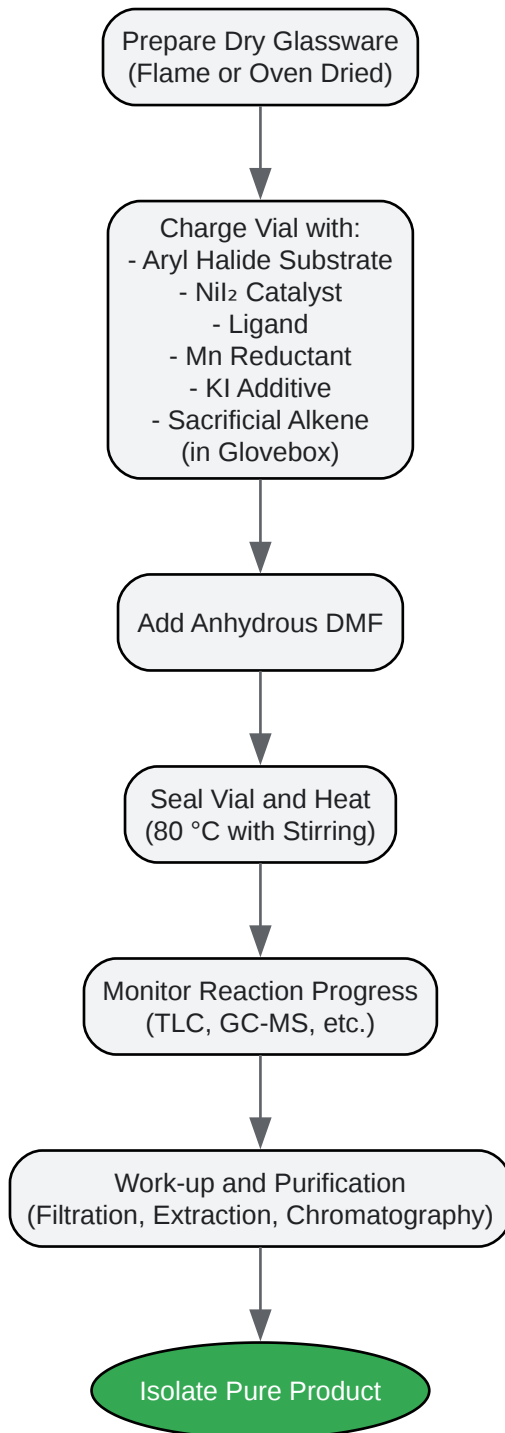 Prepare Dry Glassware
(Flame or Oven Dried)
Charge Vial with:
- Aryl Halide Substrate
- NiI₂ Catalyst
- Ligand
- Mn Reductant
- KI Additive
- Sacrificial Alkene
(in Glovebox)
Add Anhydrous DMF
Seal Vial and Heat
(80 °C with Stirring)
Monitor Reaction Progress
(TLC, GC-MS, etc.)
Work-up and Purification
(Filtration, Extraction, Chromatography)
Isolate Pure Product